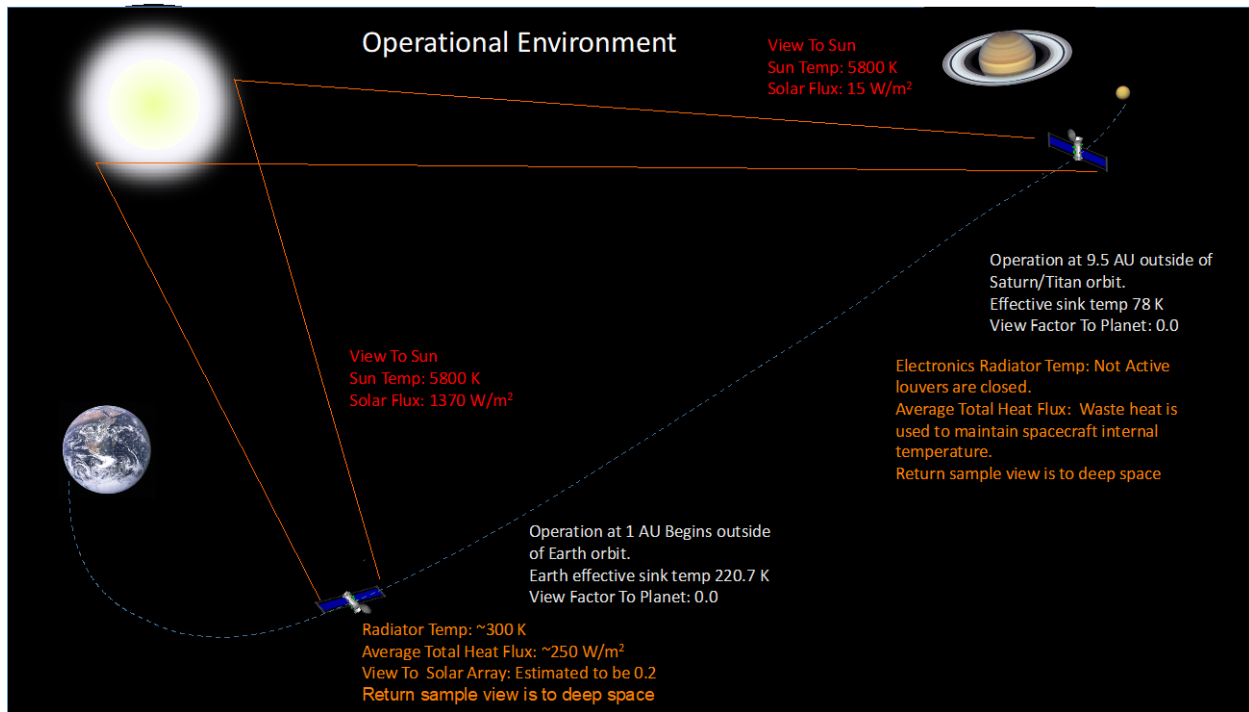 Operational Environment
View To Sun
Sun Temp: 5800 K
Solar Flux: 15 W/m²
Operation at 9.5 AU outside of
Saturn/Titan orbit.
Effective sink temp 78 K
View Factor To Planet: 0.0
Electronics Radiator Temp: Not Active
louvers are closed.
Average Total Heat Flux:  Waste heat is
used to maintain spacecraft internal
temperature.
Return sample view is to deep space
View To Sun
Sun Temp: 5800 K
Solar Flux: 1370 W/m²
Operation at 1 AU Begins outside
of Earth orbit.
Earth effective sink temp 220.7 K
View Factor To Planet: 0.0
Radiator Temp: ~300 K
Average Total Heat Flux: ~250 W/m²
View To  Solar Array: Estimated to be 0.2
Return sample view is to deep space